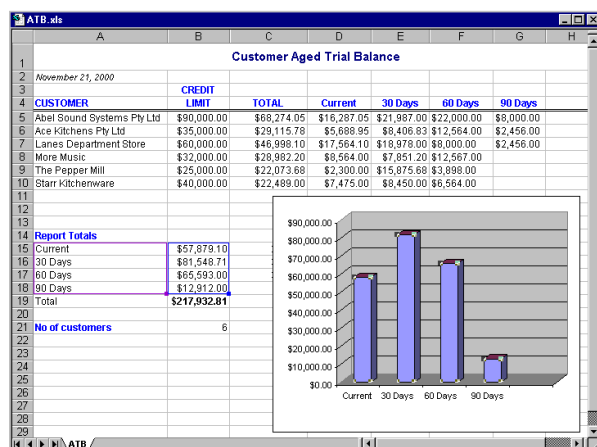 ATB.xls
A B C D E F G H
1 Customer Aged Trial Balance
2 November 21, 2000
3 CREDIT
4 CUSTOMER LIMIT TOTAL Current 30 Days 60 Days 90 Days
5 Abel Sound Systems Pty Ltd $90,000.00 $68,274.05 $16,287.05 $21,987.00 $22,000.00 $8,000.00
6 Ace Kitchens Pty Ltd $35,000.00 $29,115.78 $5,688.95 $8,406.83 $12,564.00 $2,456.00
7 Lanes Department Store $60,000.00 $46,998.10 $17,564.10 $18,978.00 $8,000.00 $2,456.00
8 More Music $32,000.00 $28,982.20 $8,564.00 $7,851.20 $12,567.00
9 The Pepper Mill $25,000.00 $22,073.68 $2,300.00 $15,875.68 $3,898.00
10 Starr Kitchenware $40,000.00 $22,489.00 $7,475.00 $8,450.00 $6,564.00
11
12
13
14 Report Totals
15 Current $57,879.10
16 30 Days $81,548.71
17 60 Days $65,593.00
18 90 Days $12,912.00
19 Total $217,932.81
20
21 No of customers 6
22
23
24
25
26
27
28
29
$90,000.00
$80,000.00
$70,000.00
$60,000.00
$50,000.00
$40,000.00
$30,000.00
$20,000.00
$10,000.00
$0.00
Current 30 Days 60 Days 90 Days
ATB